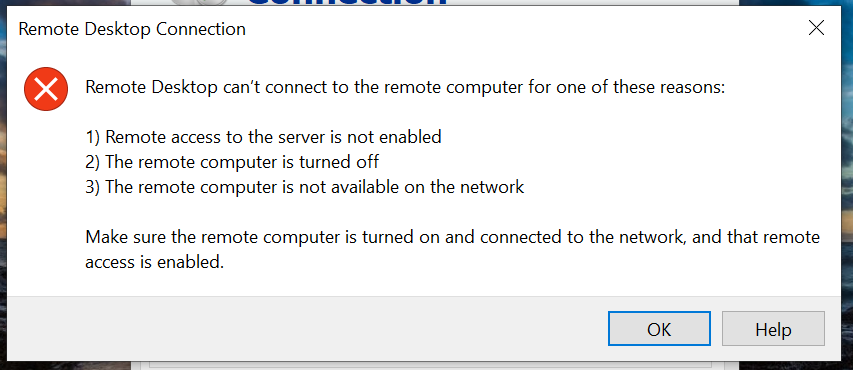 Connection
Remote Desktop Connection
Remote Desktop can't connect to the remote computer for one of these reasons:
1) Remote access to the server is not enabled
2) The remote computer is turned off
3) The remote computer is not available on the network
Make sure the remote computer is turned on and connected to the network, and that remote
access is enabled.
OK
Help